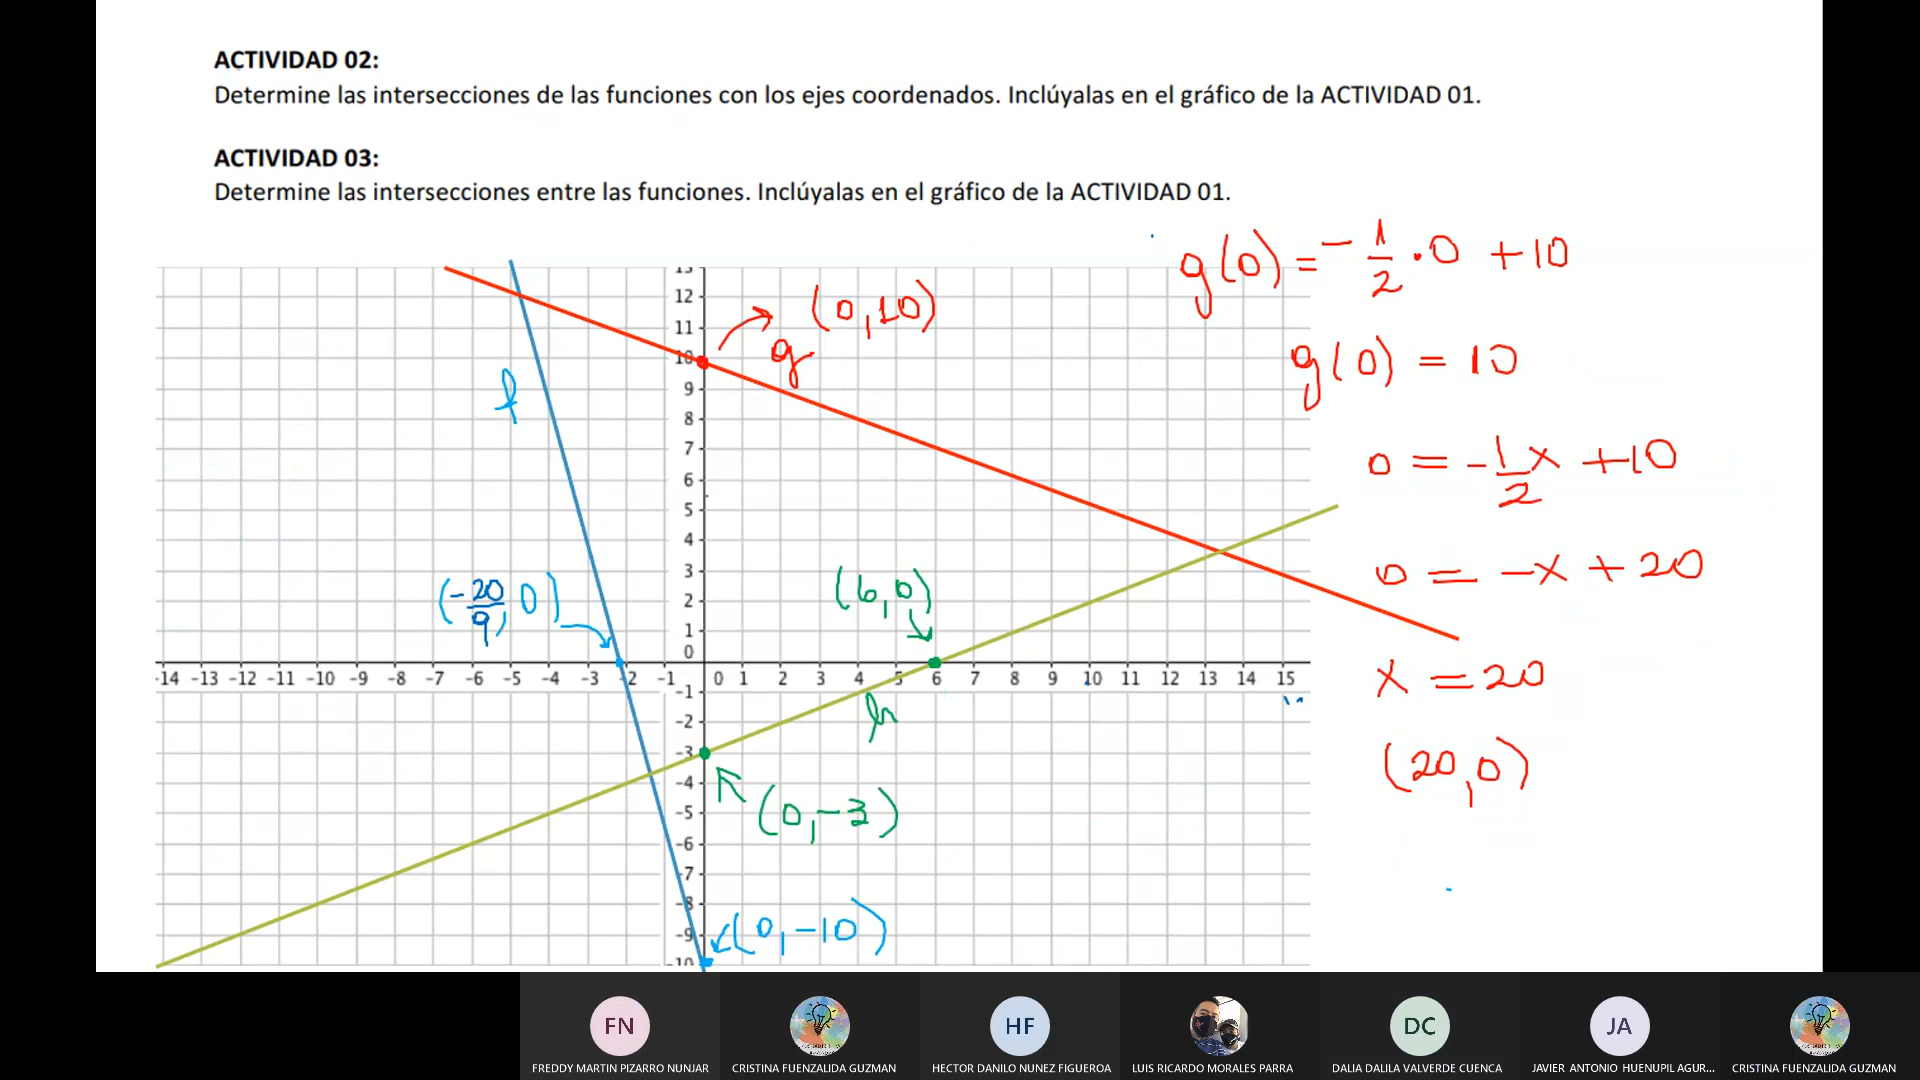 ACTIVIDAD 02:
Determine las intersecciones de las funciones con los ejes coordenados. Inclúyalas en el gráfico de la ACTIVIDAD 01.
ACTIVIDAD 03:
Determine las intersecciones entre las funciones. Inclúyalas en el gráfico de la ACTIVIDAD 01.
g(0) = -1/2 · 0 + 10
g(0) = 10
0 = -1/2 x + 10
0 = -x + 20
x = 20
(20,0)
(0,10)
g
f
(-20/9, 0)
(6,0)
h
(0,-3)
(0,-10)
13
12
11
10
9
8
7
6
5
4
3
2
1
0
-14 -13 -12 -11 -10 -9 -8 -7 -6 -5 -4 -3 -2 -1 0 1 2 3 4 5 6 7 8 9 10 11 12 13 14 15
-1
-2
-3
-4
-5
-6
-7
-8
-9
-10
FN
HF
DC
JA
FREDDY MARTIN PIZARRO NUNJAR
CRISTINA FUENZALIDA GUZMAN
HECTOR DANILO NUNEZ FIGUEROA
LUIS RICARDO MORALES PARRA
DALIA DALILA VALVERDE CUENCA
JAVIER ANTONIO HUENUPIL AGUR...
CRISTINA FUENZALIDA GUZMAN